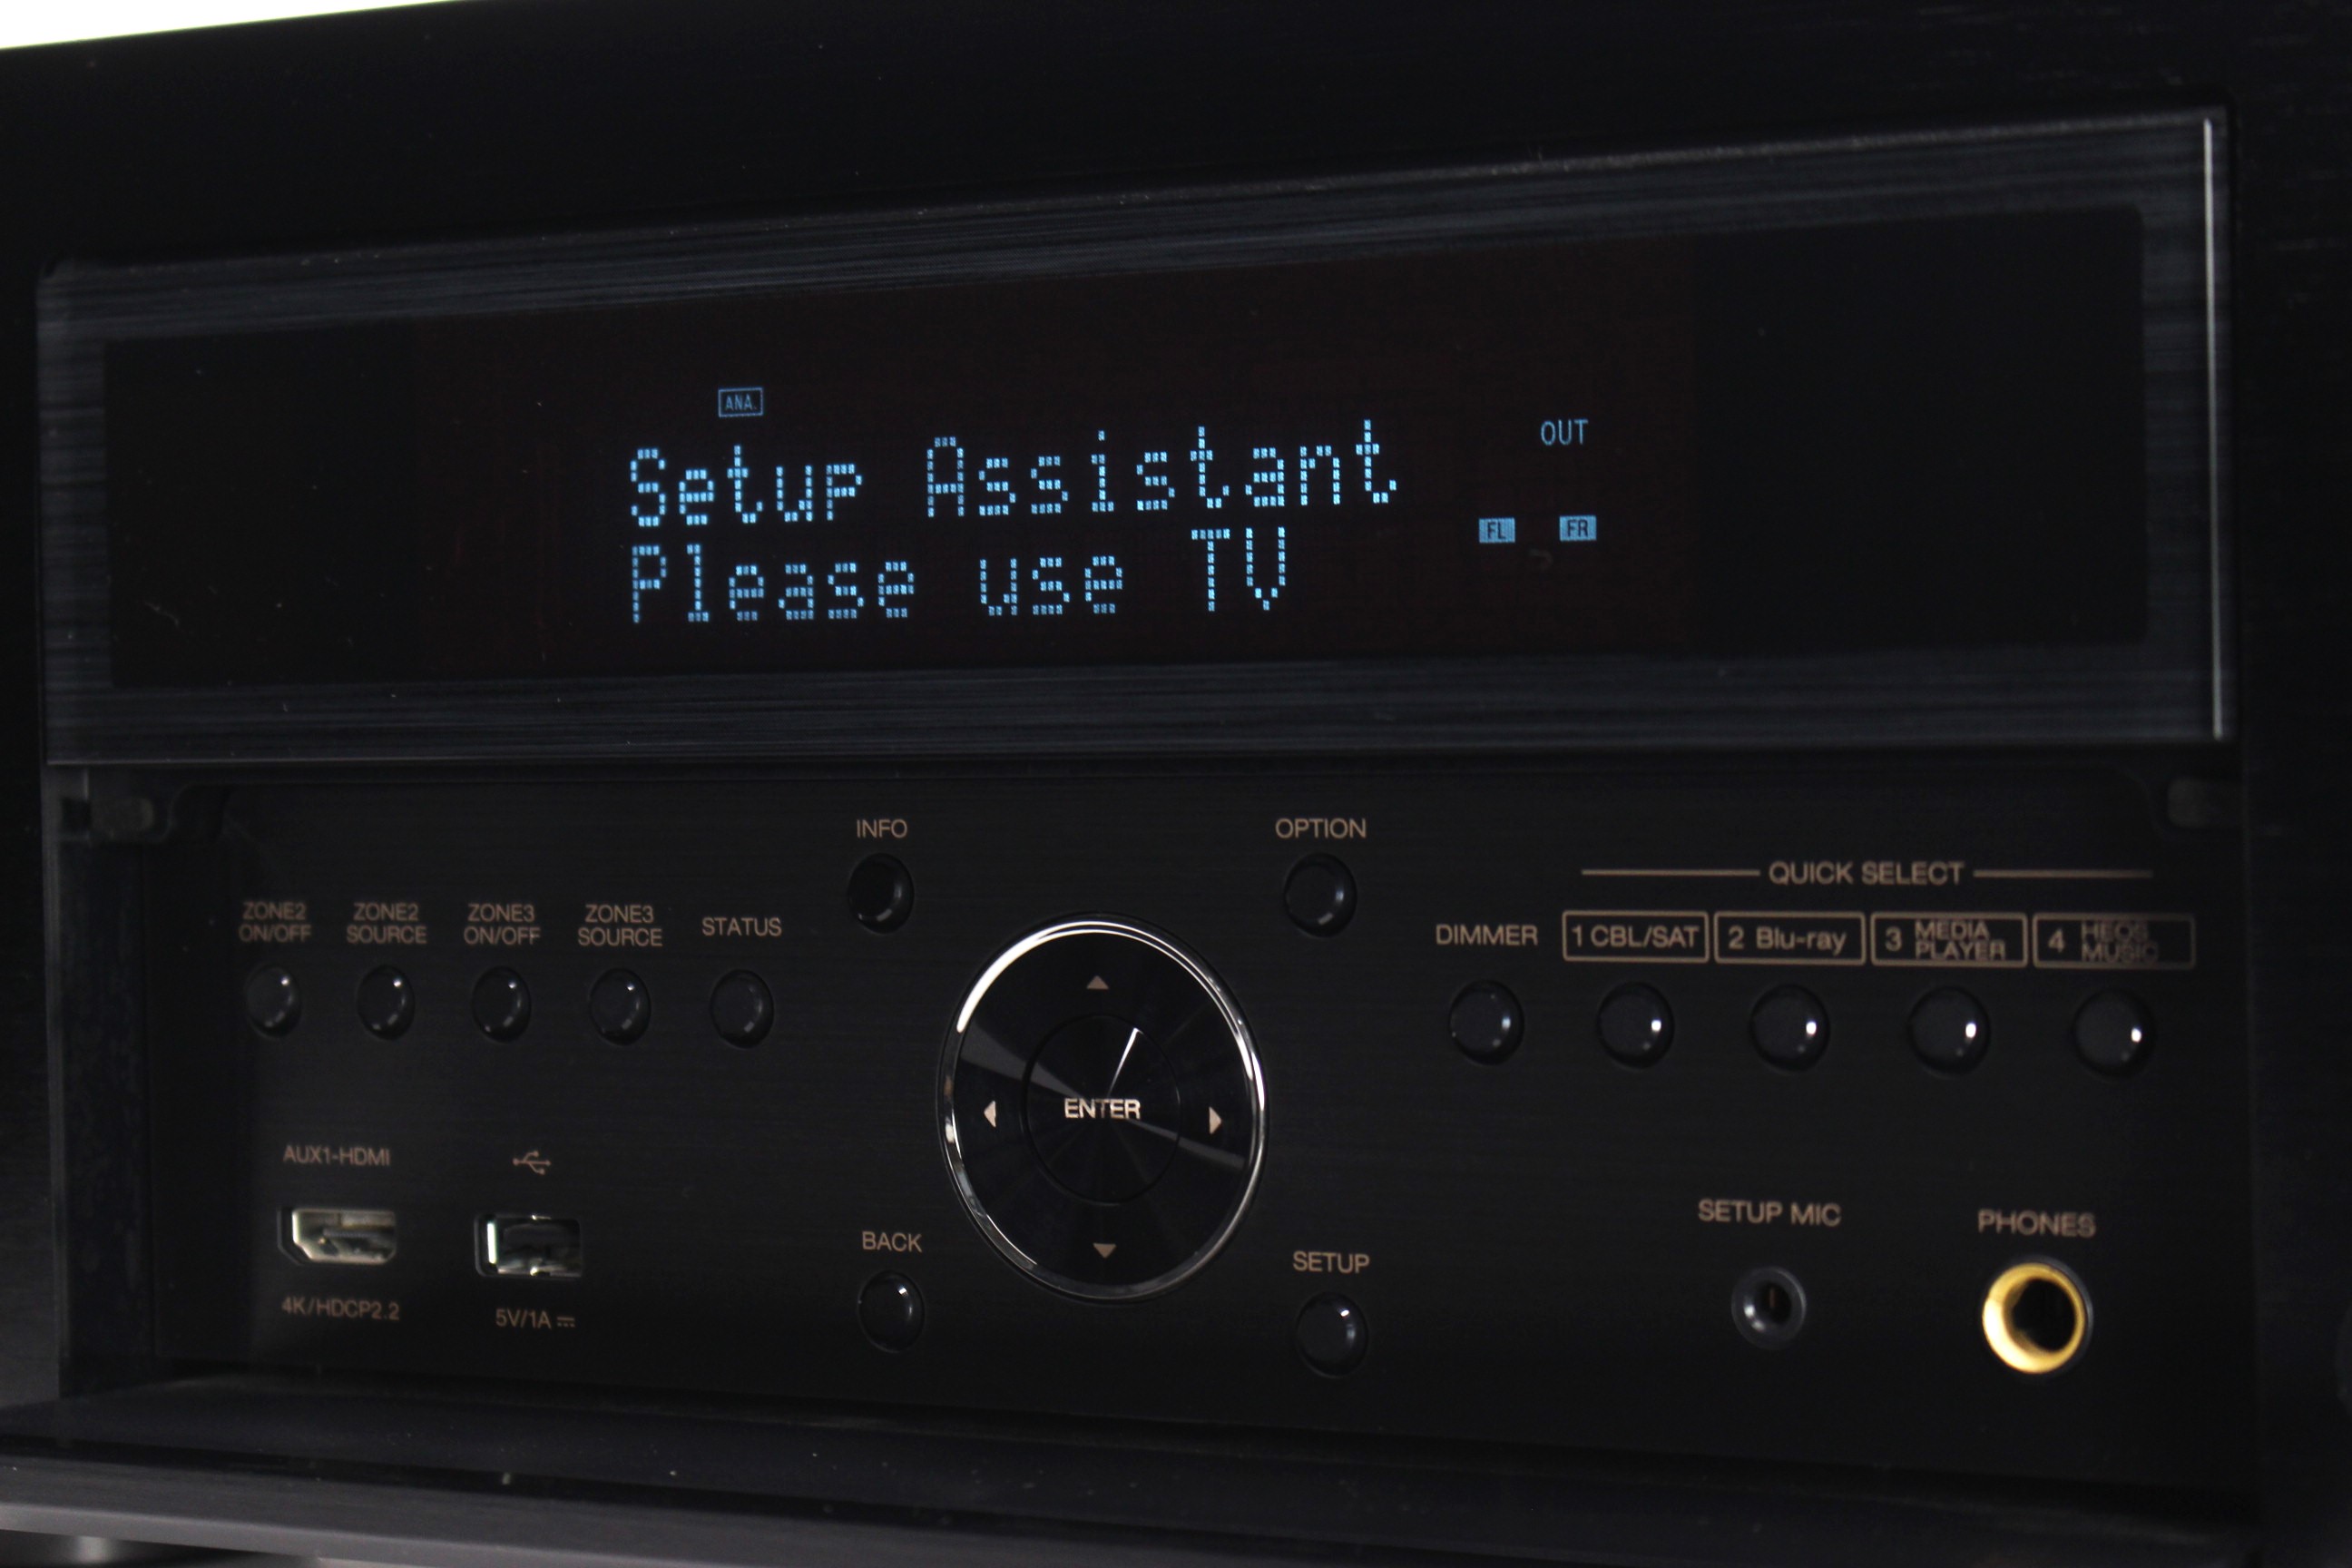 ANA.
OUT
Setup Assistant
FL FR
Please use TV
INFO
OPTION
QUICK SELECT
ZONE2
ON/OFF
ZONE2
SOURCE
ZONE3
ON/OFF
ZONE3
SOURCE
STATUS
DIMMER
1 CBL/SAT
2 Blu-ray
3 MEDIA
PLAYER
4 HEOS
MUSIC
ENTER
AUX1-HDMI
4K/HDCP2.2
5V/1A
BACK
SETUP
SETUP MIC
PHONES